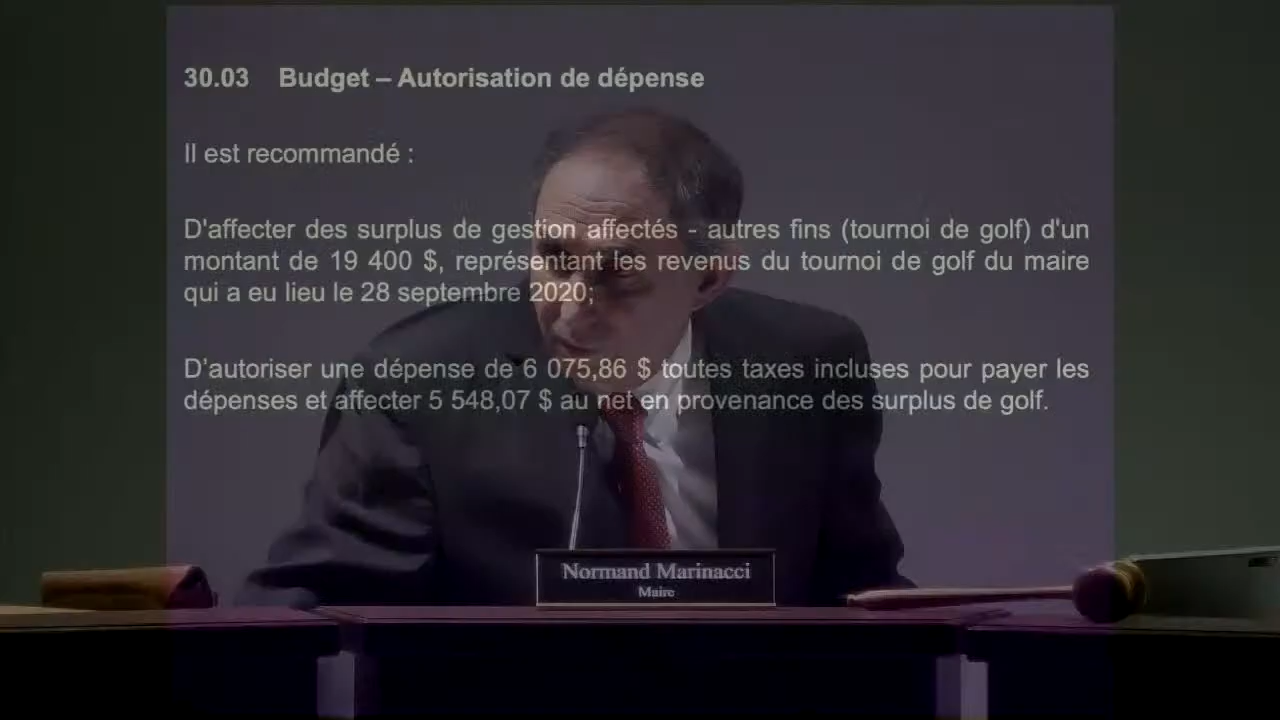 30.03 Budget – Autorisation de dépense
Il est recommandé :
D'affecter des surplus de gestion affectés - autres fins (tournoi de golf) d'un
montant de 19 400 $, représentant les revenus du tournoi de golf du maire
qui a eu lieu le 28 septembre 2020;
D’autoriser une dépense de 6 075,86 $ toutes taxes incluses pour payer les
dépenses et affecter 5 548,07 $ au net en provenance des surplus de golf.
Normand Marinacci
Maire